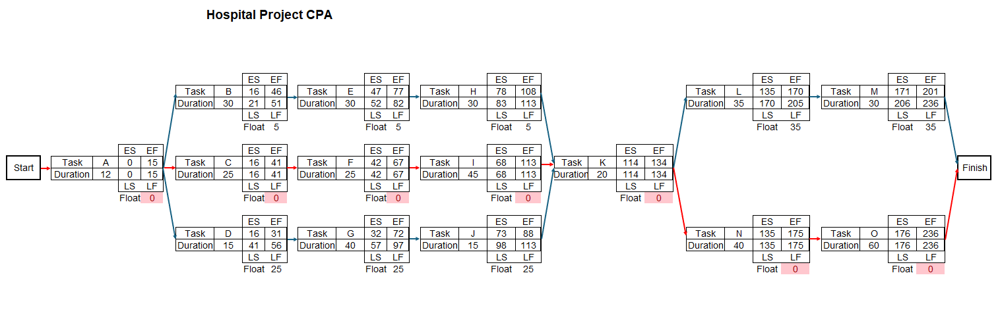 Hospital Project CPA
ES EF ES EF ES EF ES EF ES EF
Task B 16 46 Task E 47 77 Task H 78 108 Task L 135 170 Task M 171 201
Duration 30 21 51 Duration 30 52 82 Duration 30 83 113 Duration 35 170 205 Duration 30 206 236
LS LF LS LF LS LF LS LF LS LF
Float 5 Float 5 Float 5 Float 35 Float 35
ES EF ES EF ES EF ES EF ES EF
Start Task A 0 15 Task C 16 41 Task F 42 67 Task I 68 113 Task K 114 134 Finish
Duration 12 0 15 Duration 25 16 41 Duration 25 42 67 Duration 45 68 113 Duration 20 114 134
LS LF LS LF LS LF LS LF LS LF
Float 0 Float 0 Float 0 Float 0 Float 0
ES EF ES EF ES EF ES EF ES EF
Task D 16 31 Task G 32 72 Task J 73 88 Task N 135 175 Task O 176 236
Duration 15 41 56 Duration 40 57 97 Duration 15 98 113 Duration 40 135 175 Duration 60 176 236
LS LF LS LF LS LF LS LF LS LF
Float 25 Float 25 Float 25 Float 0 Float 0